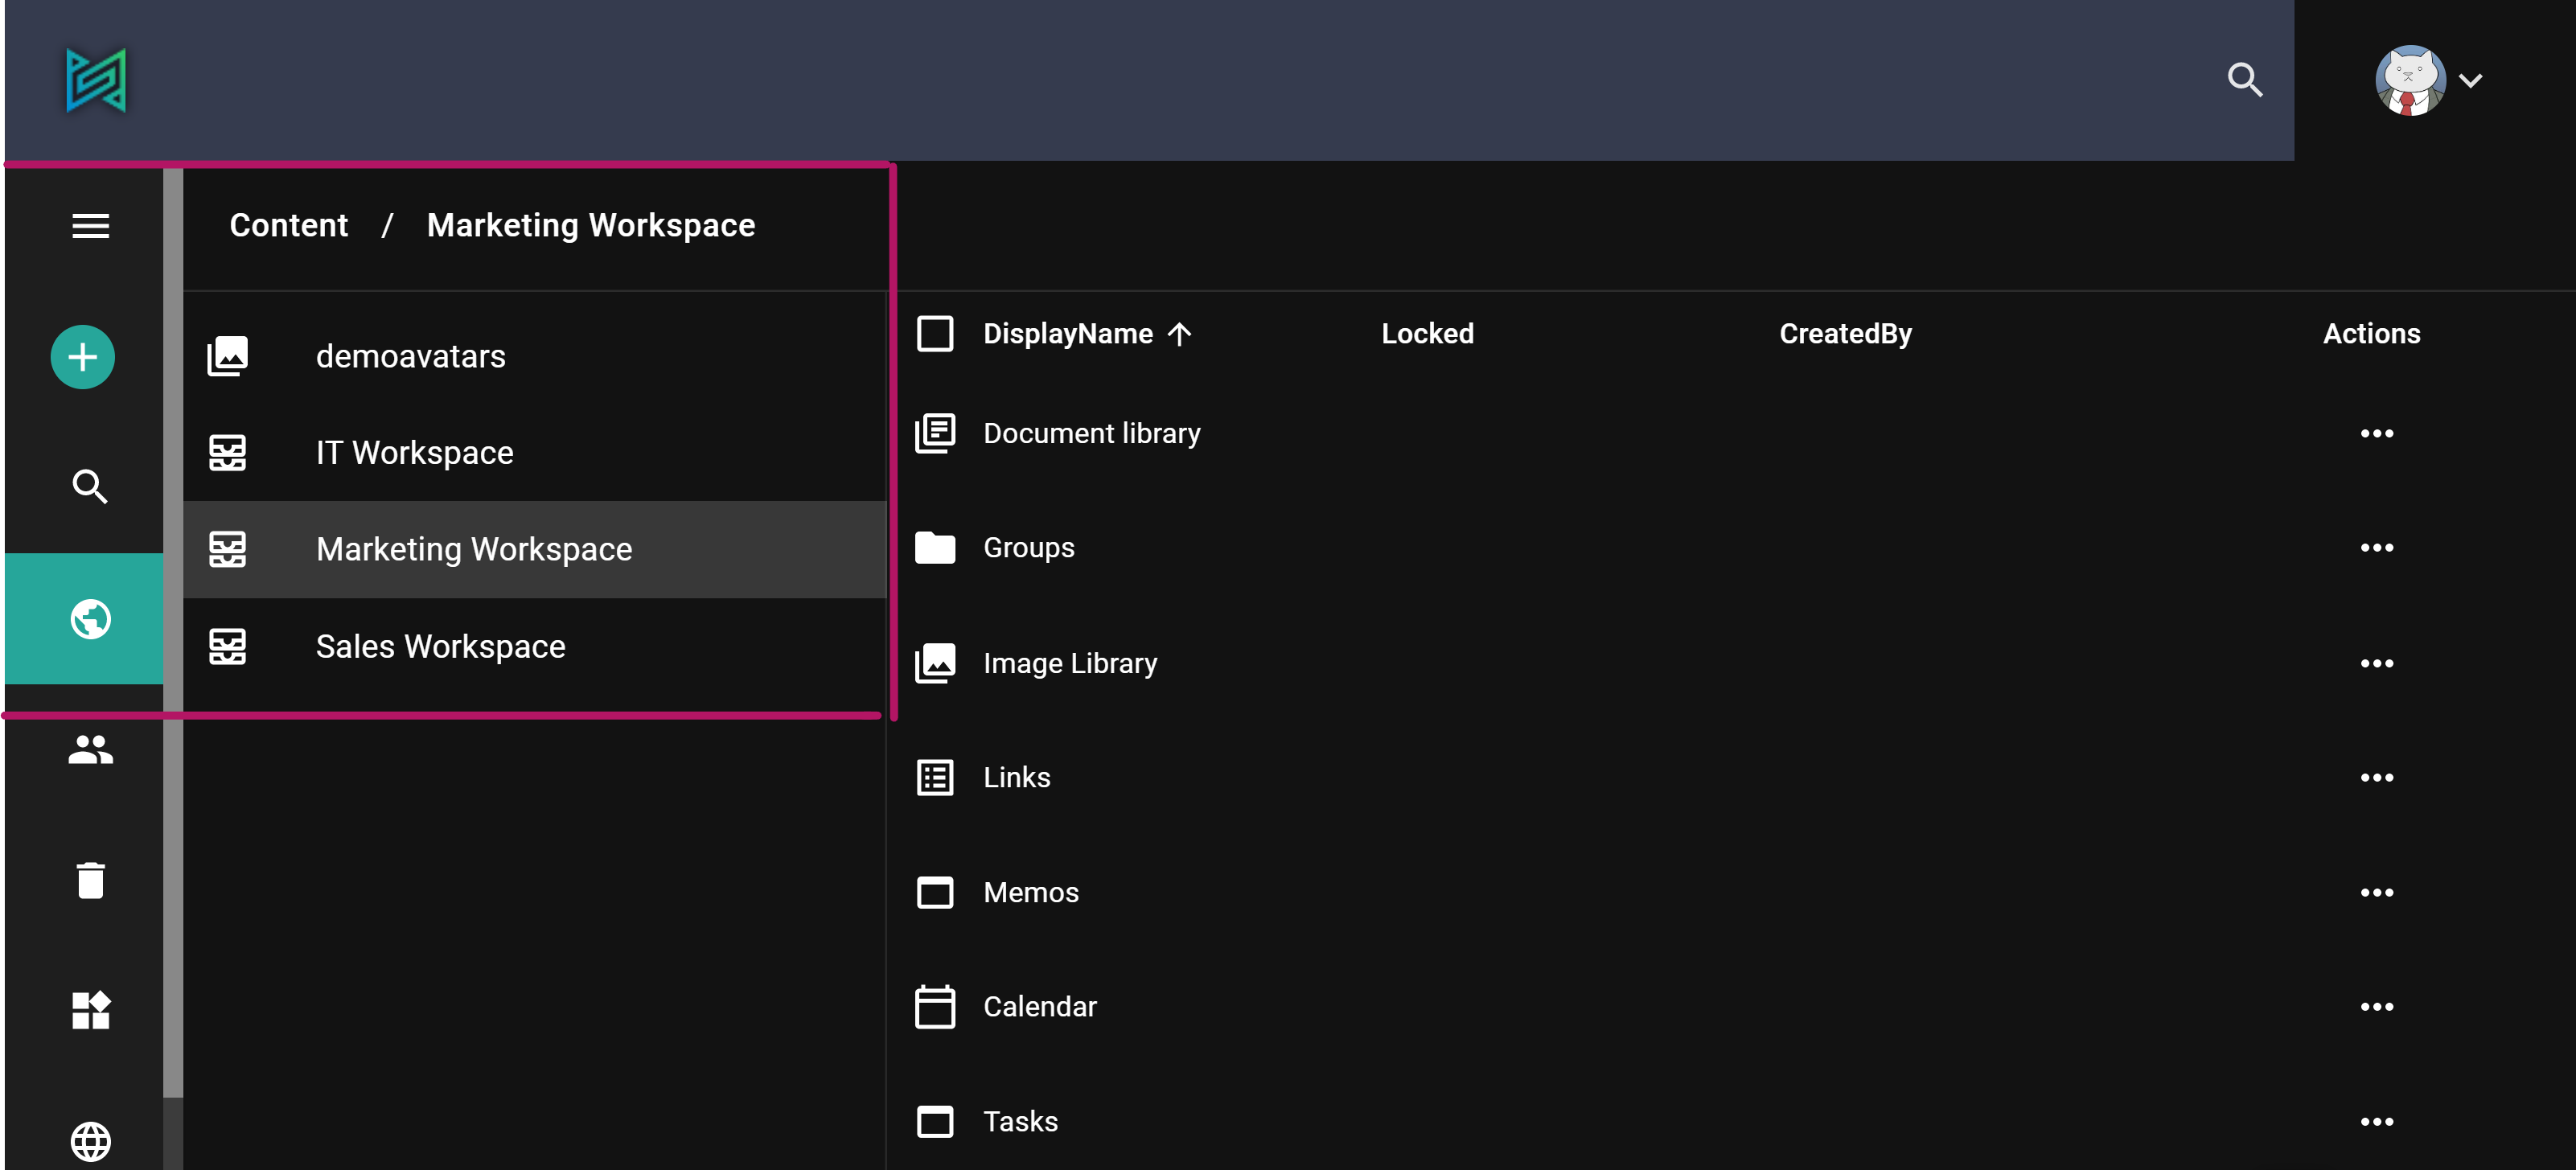 Content / Marketing Workspace
demoavatars
IT Workspace
Marketing Workspace
Sales Workspace
DisplayName Locked CreatedBy Actions
Document library
Groups
Image Library
Links
Memos
Calendar
Tasks